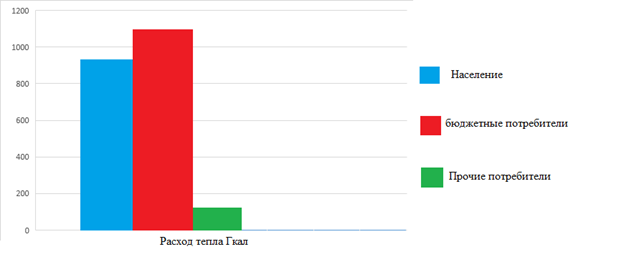 1200
1000
800
600
400
200
0
Расход тепла Гкал
Население
бюджетные потребители
Прочие потребители